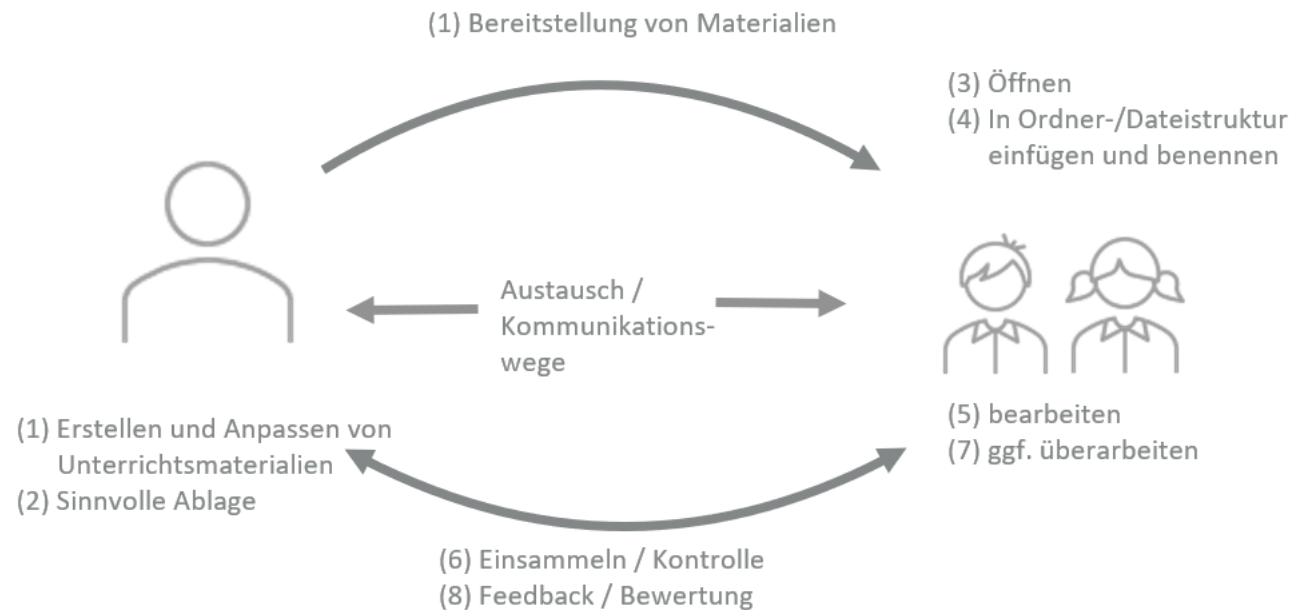 (1) Bereitstellung von Materialien
(3) Öffnen
(4) In Ordner-/Dateistruktur
einfügen und benennen
Austausch /
Kommunikations-
wege
(1) Erstellen und Anpassen von
Unterrichtsmaterialien
(2) Sinnvolle Ablage
(5) bearbeiten
(7) ggf. überarbeiten
(6) Einsammeln / Kontrolle
(8) Feedback / Bewertung